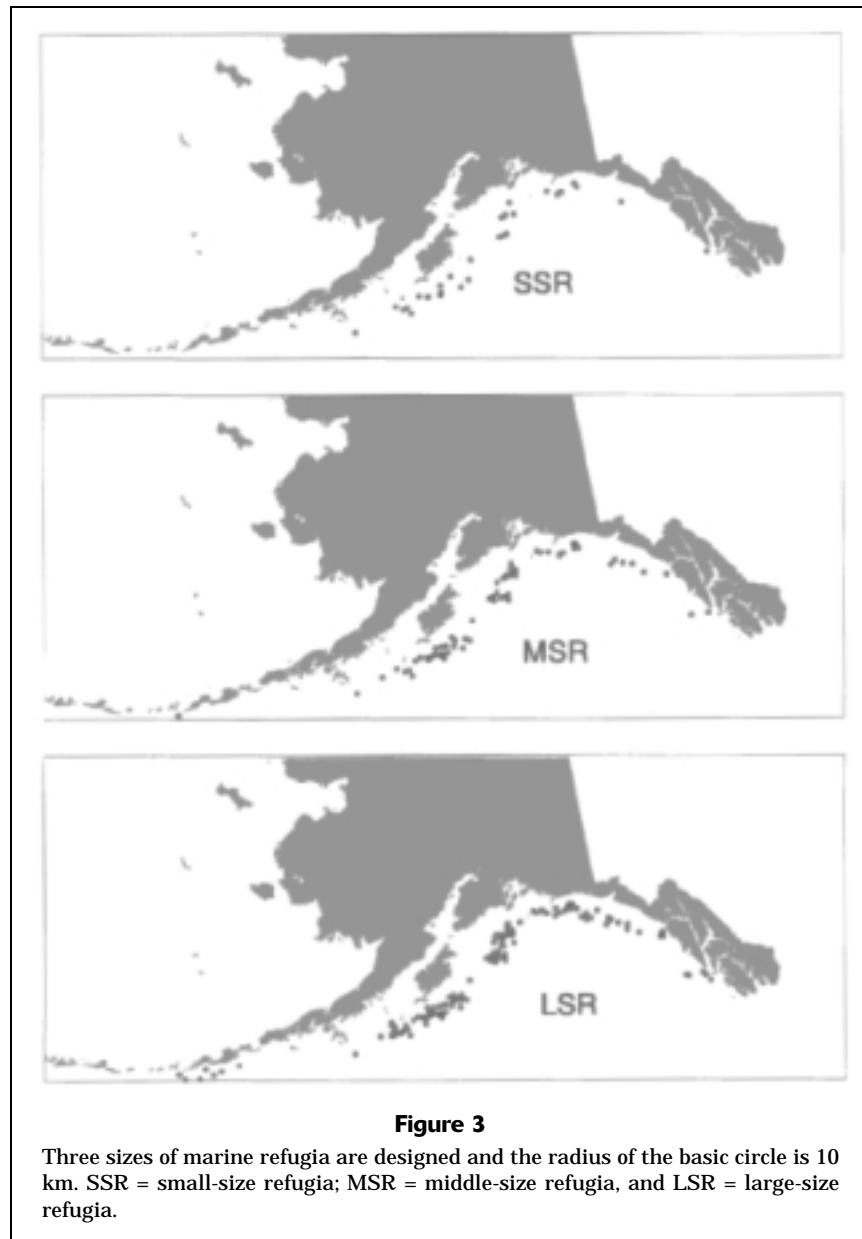 SSR
MSR
LSR
Figure 3
Three sizes of marine refugia are designed and the radius of the basic circle is 10
km. SSR = small-size refugia; MSR = middle-size refugia, and LSR = large-size
refugia.